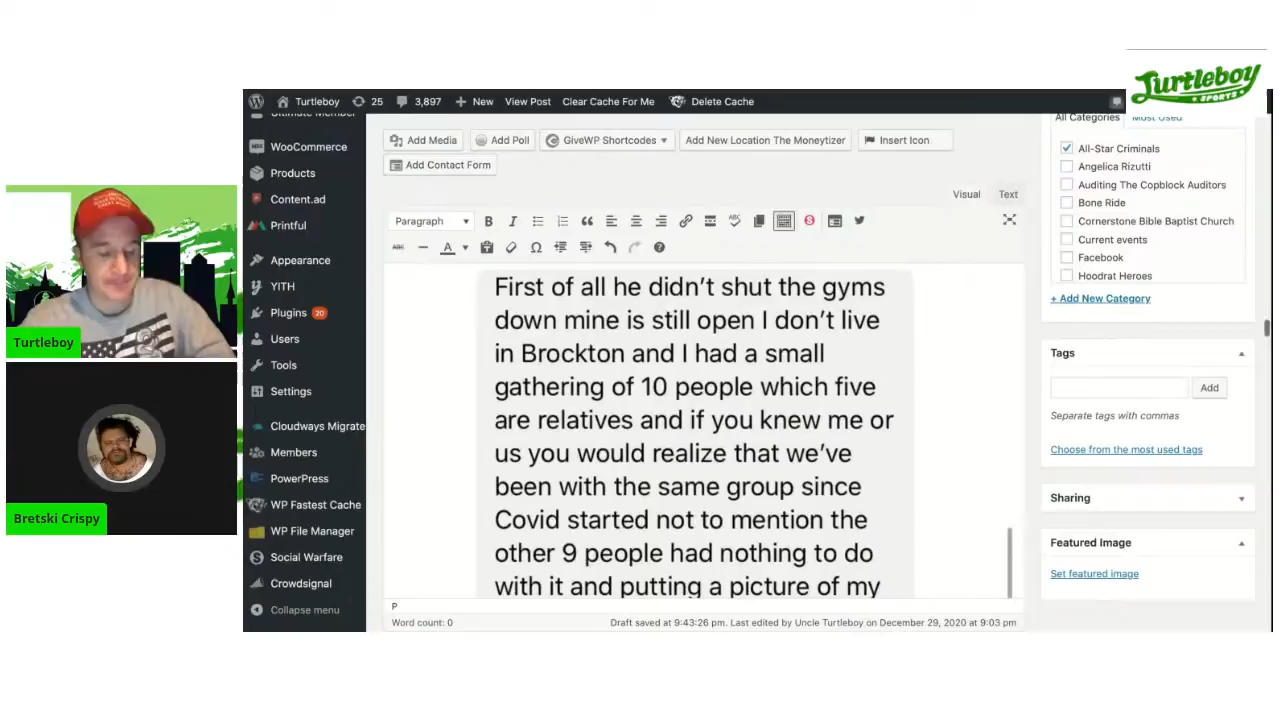 Turtleboy
SPORTS
Turtleboy
25
3,897
New
View Post
Clear Cache For Me
Delete Cache
Ultimate Member
WooCommerce
Products
Content.ad
Printful
Appearance
YITH
Plugins 20
Users
Tools
Settings
Cloudways Migrate
Members
PowerPress
WP Fastest Cache
WP File Manager
Social Warfare
Crowdsignal
Collapse menu
Add Media
Add Poll
GiveWP Shortcodes
Add New Location The Moneytizer
Insert Icon
Add Contact Form
Visual
Text
Paragraph
B I
ABC
A
First of all he didn't shut the gyms
down mine is still open I don't live
in Brockton and I had a small
gathering of 10 people which five
are relatives and if you knew me or
us you would realize that we've
been with the same group since
Covid started not to mention the
other 9 people had nothing to do
with it and putting a picture of my
P
Word count: 0
Draft saved at 9:43:26 pm. Last edited by Uncle Turtleboy on December 29, 2020 at 9:03 pm
All Categories
Most Used
All-Star Criminals
Angelica Rizutti
Auditing The Copblock Auditors
Bone Ride
Cornerstone Bible Baptist Church
Current events
Facebook
Hoodrat Heroes
+ Add New Category
Tags
Add
Separate tags with commas
Choose from the most used tags
Sharing
Featured Image
Set featured image
Turtleboy
Bretski Crispy